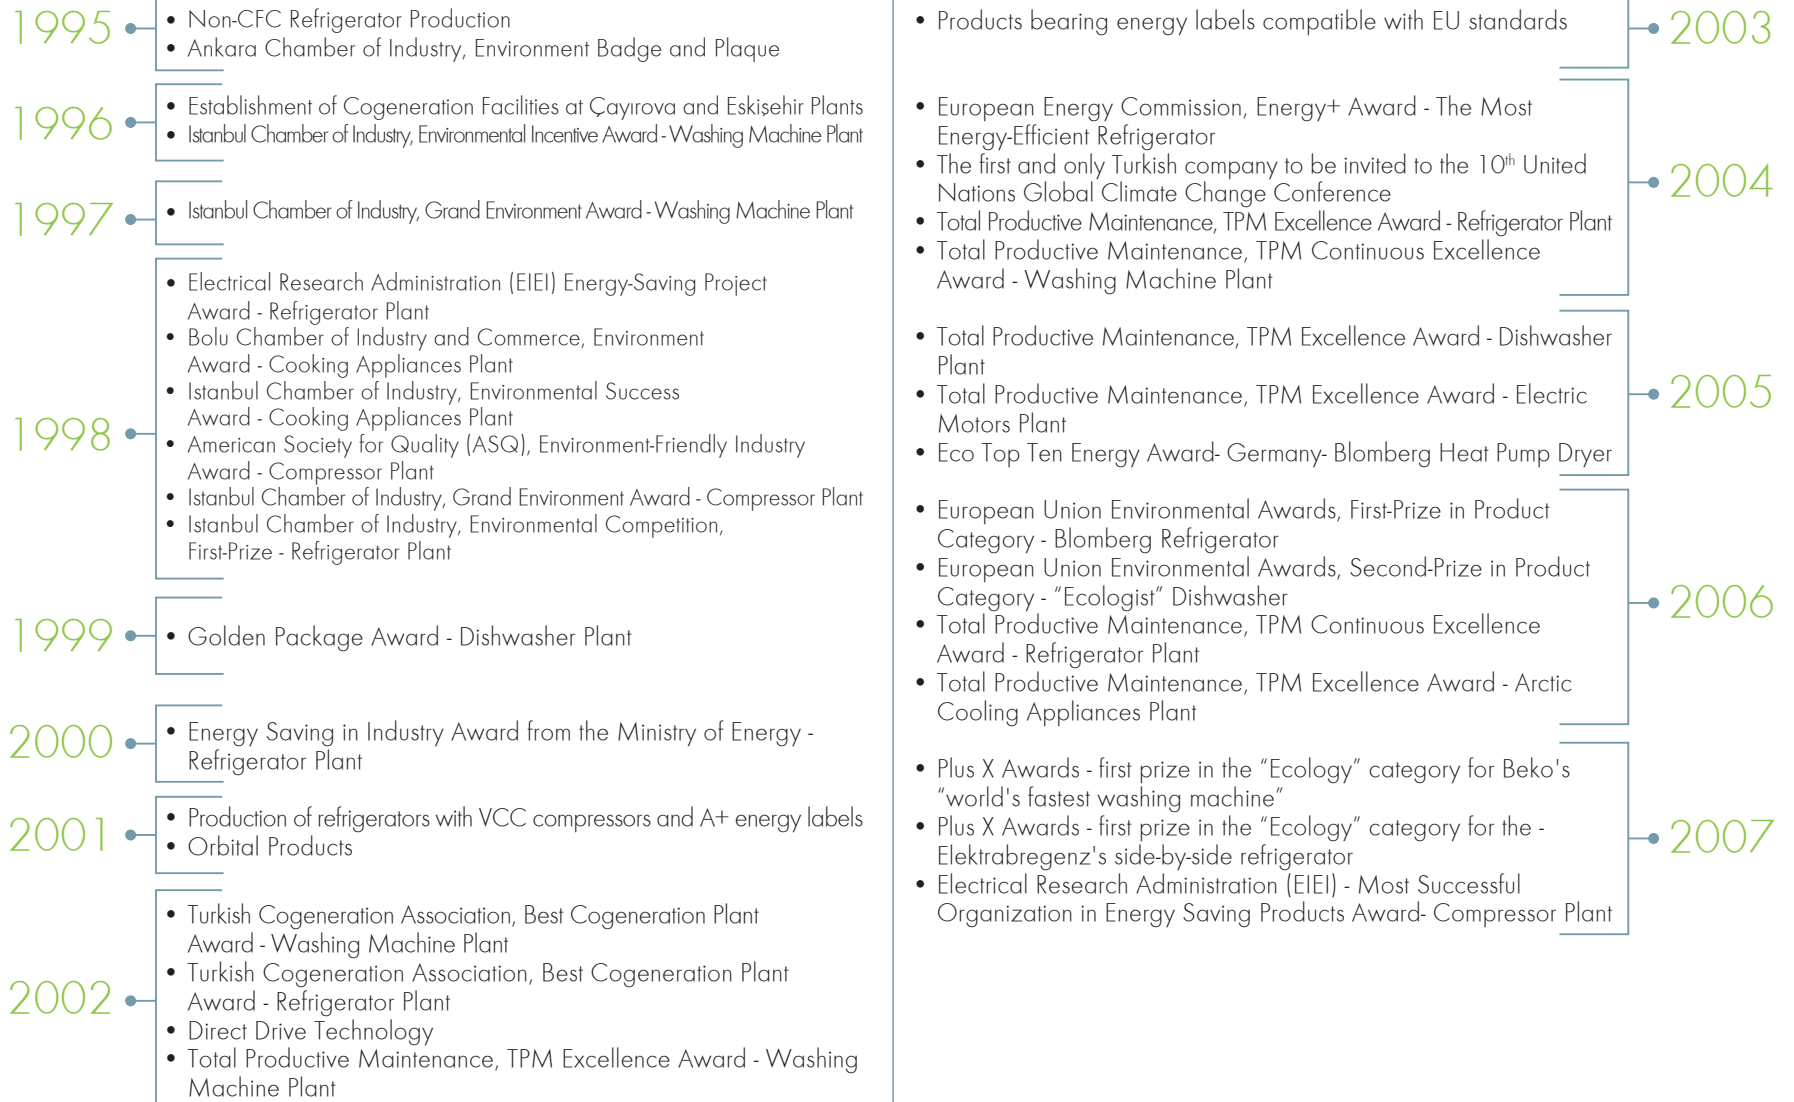 1995
• Non-CFC Refrigerator Production
• Ankara Chamber of Industry, Environment Badge and Plaque
1996
• Establishment of Cogeneration Facilities at Çayırova and Eskişehir Plants
• Istanbul Chamber of Industry, Environmental Incentive Award - Washing Machine Plant
1997
• Istanbul Chamber of Industry, Grand Environment Award - Washing Machine Plant
1998
• Electrical Research Administration (EIEI) Energy-Saving Project
Award - Refrigerator Plant
• Bolu Chamber of Industry and Commerce, Environment
Award - Cooking Appliances Plant
• Istanbul Chamber of Industry, Environmental Success
Award - Cooking Appliances Plant
• American Society for Quality (ASQ), Environment-Friendly Industry
Award - Compressor Plant
• Istanbul Chamber of Industry, Grand Environment Award - Compressor Plant
• Istanbul Chamber of Industry, Environmental Competition,
First-Prize - Refrigerator Plant
1999
• Golden Package Award - Dishwasher Plant
2000
• Energy Saving in Industry Award from the Ministry of Energy -
Refrigerator Plant
2001
• Production of refrigerators with VCC compressors and A+ energy labels
• Orbital Products
2002
• Turkish Cogeneration Association, Best Cogeneration Plant
Award - Washing Machine Plant
• Turkish Cogeneration Association, Best Cogeneration Plant
Award - Refrigerator Plant
• Direct Drive Technology
• Total Productive Maintenance, TPM Excellence Award - Washing
Machine Plant
• Products bearing energy labels compatible with EU standards
2003
• European Energy Commission, Energy+ Award - The Most
Energy-Efficient Refrigerator
• The first and only Turkish company to be invited to the 10th United
Nations Global Climate Change Conference
• Total Productive Maintenance, TPM Excellence Award - Refrigerator Plant
• Total Productive Maintenance, TPM Continuous Excellence
Award - Washing Machine Plant
2004
• Total Productive Maintenance, TPM Excellence Award - Dishwasher
Plant
• Total Productive Maintenance, TPM Excellence Award - Electric
Motors Plant
• Eco Top Ten Energy Award- Germany- Blomberg Heat Pump Dryer
2005
• European Union Environmental Awards, First-Prize in Product
Category - Blomberg Refrigerator
• European Union Environmental Awards, Second-Prize in Product
Category - “Ecologist” Dishwasher
• Total Productive Maintenance, TPM Continuous Excellence
Award - Refrigerator Plant
• Total Productive Maintenance, TPM Excellence Award - Arctic
Cooling Appliances Plant
2006
• Plus X Awards - first prize in the “Ecology” category for Beko's
“world's fastest washing machine”
• Plus X Awards - first prize in the “Ecology” category for the -
Elektrabregenz's side-by-side refrigerator
• Electrical Research Administration (EIEI) - Most Successful
Organization in Energy Saving Products Award- Compressor Plant
2007